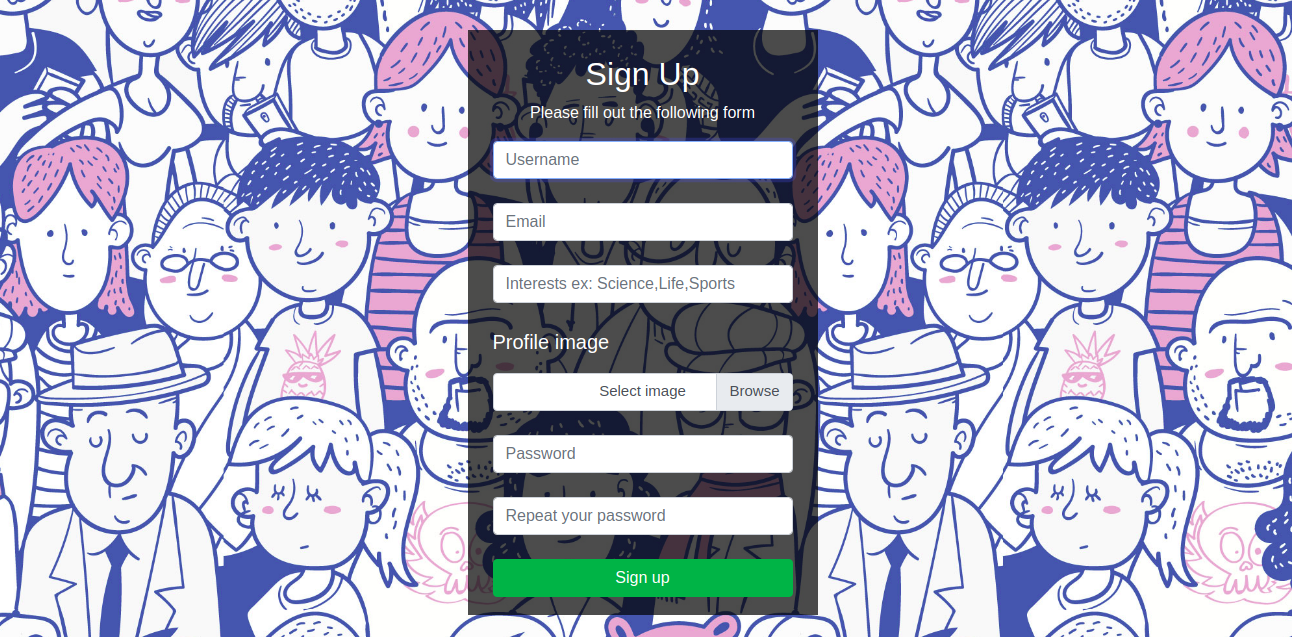 Sign Up
Please fill out the following form
Username
Email
Interests ex: Science,Life,Sports
Profile image
Select image Browse
Password
Repeat your password
Sign up